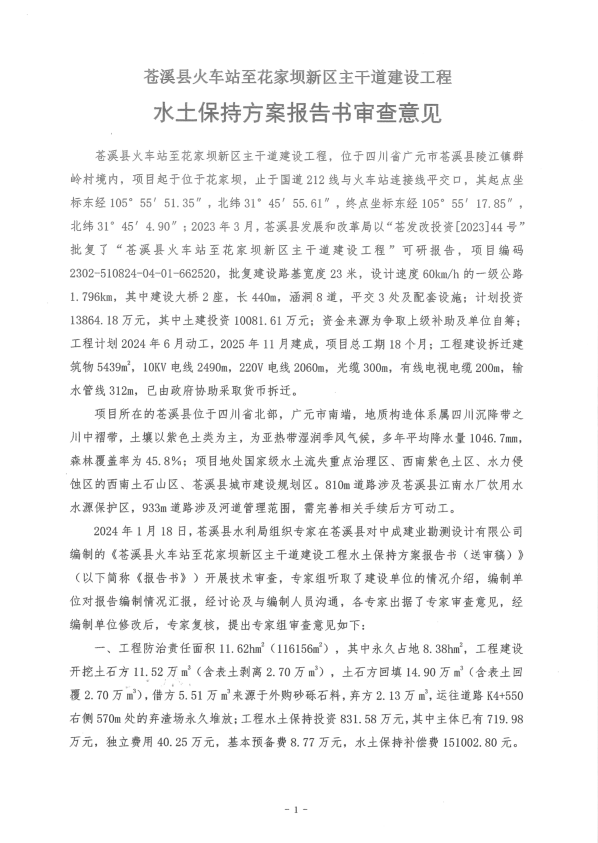 苍溪县火车站至花家坝新区主干道建设工程
水土保持方案报告书审查意见
苍溪县火车站至花家坝新区主干道建设工程，位于四川省广元市苍溪县陵江镇群
岭村境内，项目起于位于花家坝，止于国道212线与火车站连接线平交口，其起点坐
标东经105°55′51.35″，北纬31°45′55.61″，终点坐标东经105°55′17.85″，
北纬31°45′4.90″；2023年3月，苍溪县发展和改革局以“苍发改投资[2023]44号”
批复了“苍溪县火车站至花家坝新区主干道建设工程”可研报告，项目编码
2302-510824-04-01-662520，批复建设路基宽度23米，设计速度60km/h的一级公路
1.796km，其中建设大桥2座，长440m，涵洞8道，平交3处及配套设施；计划投资
13864.18万元，其中土建投资10081.61万元；资金来源为争取上级补助及单位自筹；
工程计划2024年6月动工，2025年11月建成，项目总工期18个月；工程建设拆迁建
筑物5439m²，10KV电线2490m，220V电线2060m，光缆300m，有线电视电缆200m，输
水管线312m，已由政府协助采取货币拆迁。
项目所在的苍溪县位于四川省北部，广元市南端，地质构造体系属四川沉降带之
川中褶带，土壤以紫色土类为主，为亚热带湿润季风气候，多年平均降水量1046.7mm，
森林覆盖率为45.8%；项目地处国家级水土流失重点治理区、西南紫色土区、水力侵
蚀区的西南土石山区、苍溪县城市建设规划区。810m道路涉及苍溪县江南水厂饮用水
水源保护区，933m道路涉及河道管理范围，需完善相关手续后方可动工。
2024年1月18日，苍溪县水利局组织专家在苍溪县对中成建业勘测设计有限公司
编制的《苍溪县火车站至花家坝新区主干道建设工程水土保持方案报告书（送审稿）》
（以下简称《报告书》）开展技术审查，专家组听取了建设单位的情况介绍，编制单
位对报告编制情况汇报，经讨论及与编制人员沟通，各专家出据了专家审查意见，经
编制单位修改后，专家复核，提出专家组审查意见如下：
一、工程防治责任面积11.62hm²（116156m²），其中永久占地8.38hm²，工程建设
开挖土石方11.52万m³（含表土剥离2.70万m³），土石方回填14.90万m³（含表土回
覆2.70万m³），借方5.51万m³来源于外购砂砾石料，弃方2.13万m³，运往道路K4+550
右侧570m处的弃渣场永久堆放；工程水土保持投资831.58万元，其中主体已有719.98
万元，独立费用40.25万元，基本预备费8.77万元，水土保持补偿费151002.80元。
- 1 -